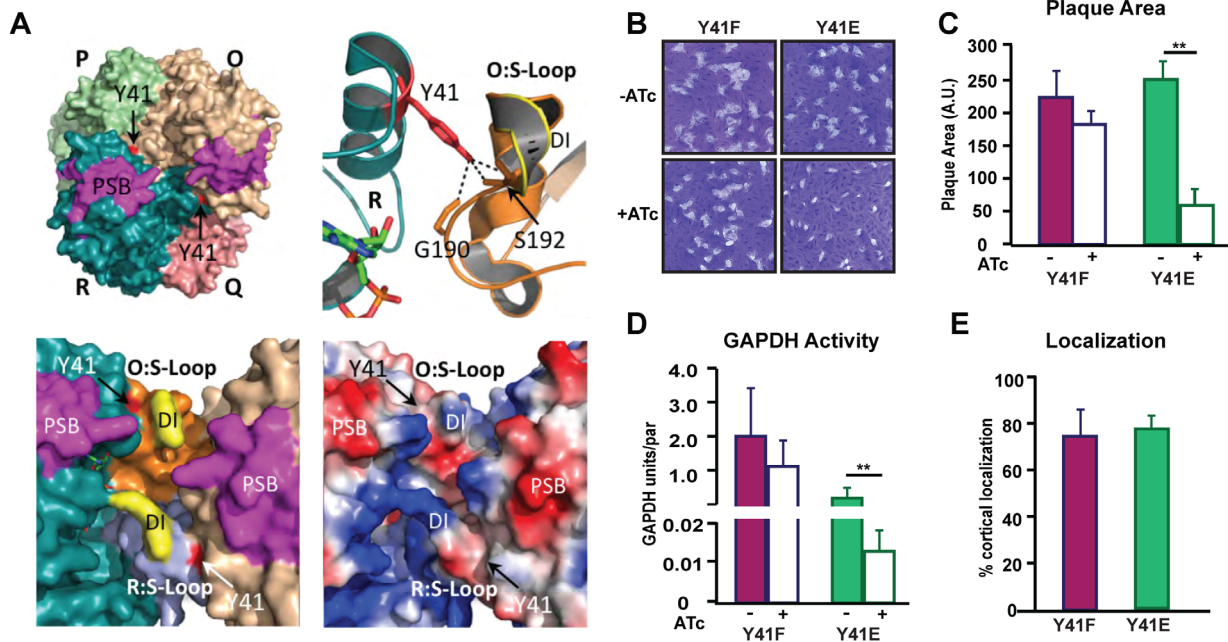 A
P
O
Y41
PSB
Y41
R
Q
Y41
O:S-Loop
DI
R
G190
S192
Y41
O:S-Loop
PSB
DI
PSB
DI
R:S-Loop
Y41
Y41
O:S-Loop
PSB
DI
PSB
DI
R:S-Loop
Y41
B
Y41F Y41E
-ATc
+ATc
C
Plaque Area
Plaque Area (A.U.)
300
250
200
150
100
50
0
ATc - + - +
Y41F Y41E
D
GAPDH Activity
GAPDH units/par
4.0
3.0
2.0
1.0
0.02
0.01
0
**
ATc - + - +
Y41F Y41E
E
Localization
% cortical localization
100
80
60
40
20
0
Y41F Y41E
**